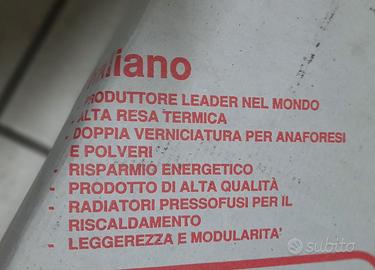 liano
PRODUTTORE LEADER NEL MONDO
- ALTA RESA TERMICA
- DOPPIA VERNICIATURA PER ANAFORESI
E POLVERI
- RISPARMIO ENERGETICO
- PRODOTTO DI ALTA QUALITÀ
- RADIATORI PRESSOFUSI PER IL
RISCALDAMENTO
- LEGGEREZZA E MODULARITA'
subito